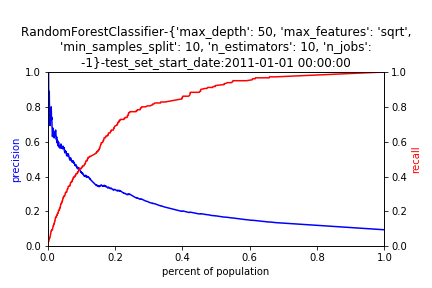 RandomForestClassifier-{'max_depth': 50, 'max_features': 'sqrt',
'min_samples_split': 10, 'n_estimators': 10, 'n_jobs':
-1}-test_set_start_date:2011-01-01 00:00:00
1.0
0.8
0.6
0.4
0.2
0.0
precision
1.0
0.8
0.6
0.4
0.2
0.0
recall
0.0 0.2 0.4 0.6 0.8 1.0
percent of population